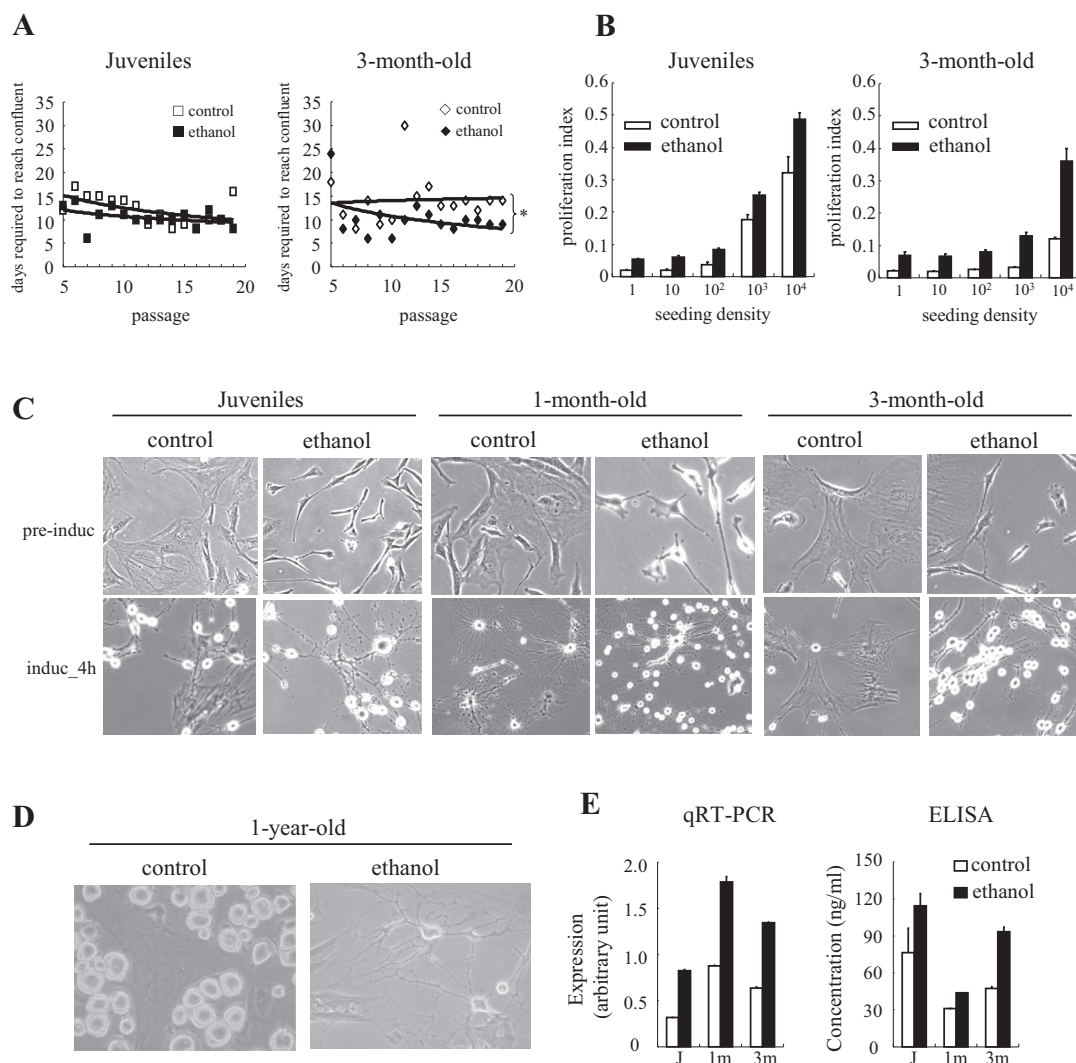 A
Juveniles
days required to reach confluent
35
30
25
20
15
10
5
0
5
10
15
20
passage
control
ethanol
3-month-old
days required to reach confluent
35
30
25
20
15
10
5
0
5
10
15
20
passage
control
ethanol
*
B
Juveniles
proliferation index
0.6
0.5
0.4
0.3
0.2
0.1
0
control
ethanol
1
10
10²
10³
10⁴
seeding density
3-month-old
proliferation index
0.6
0.5
0.4
0.3
0.2
0.1
0
control
ethanol
1
10
10²
10³
10⁴
seeding density
C
Juveniles
1-month-old
3-month-old
control
ethanol
control
ethanol
control
ethanol
pre-induc
induc_4h
D
1-year-old
control
ethanol
E
qRT-PCR
Expression
(arbitrary unit)
2.0
1.5
1.0
0.5
0.0
J
1m
3m
ELISA
Concentration (ng/ml)
150
120
90
60
30
0
control
ethanol
J
1m
3m